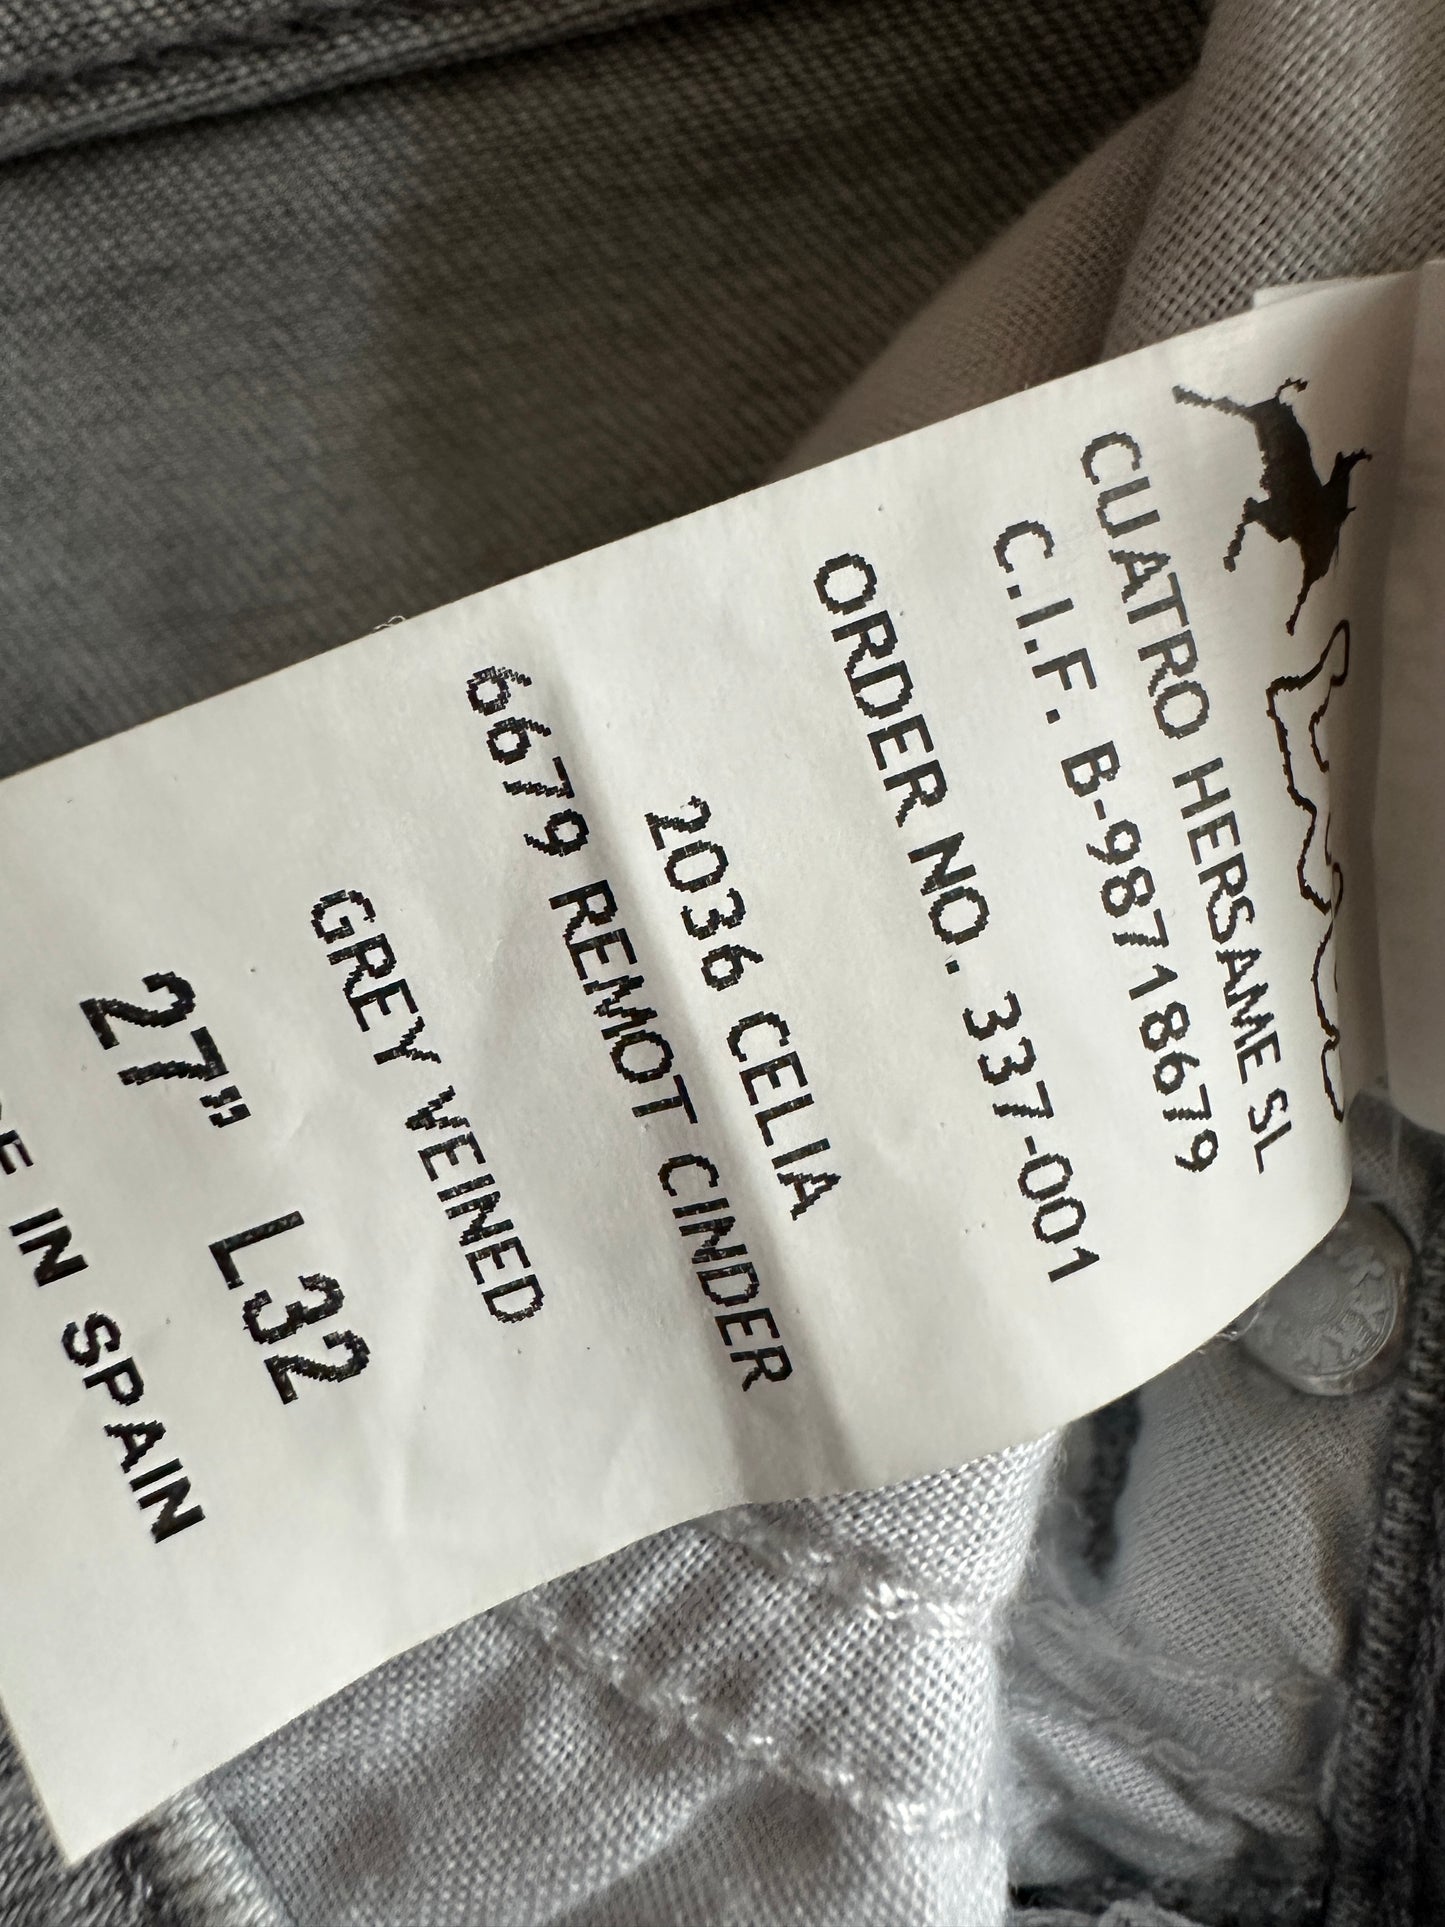 CUATRO HERSAME SL
C.I.F. B-98718679
ORDER NO. 337-001
2036 CELIA
6679 REMOT CINDER
GREY VEINED
27" L32
IN SPAIN